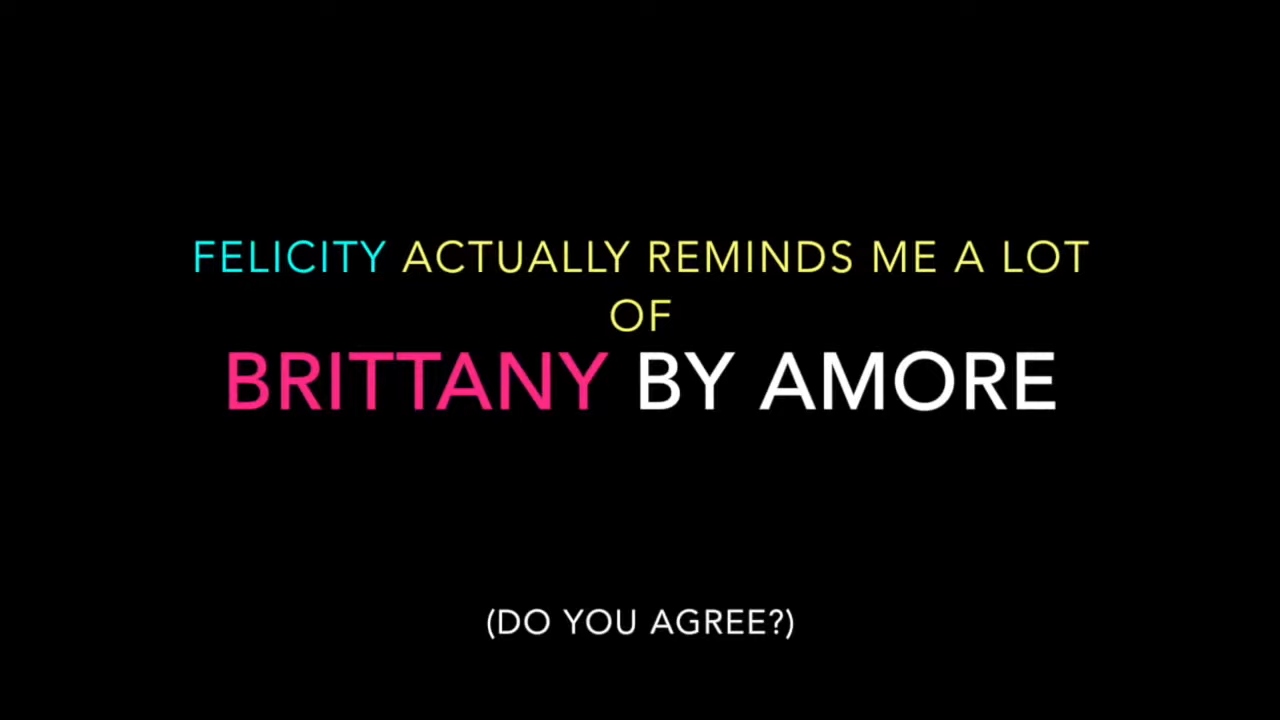 FELICITY ACTUALLY REMINDS ME A LOT
OF
BRITTANY BY AMORE
(DO YOU AGREE?)